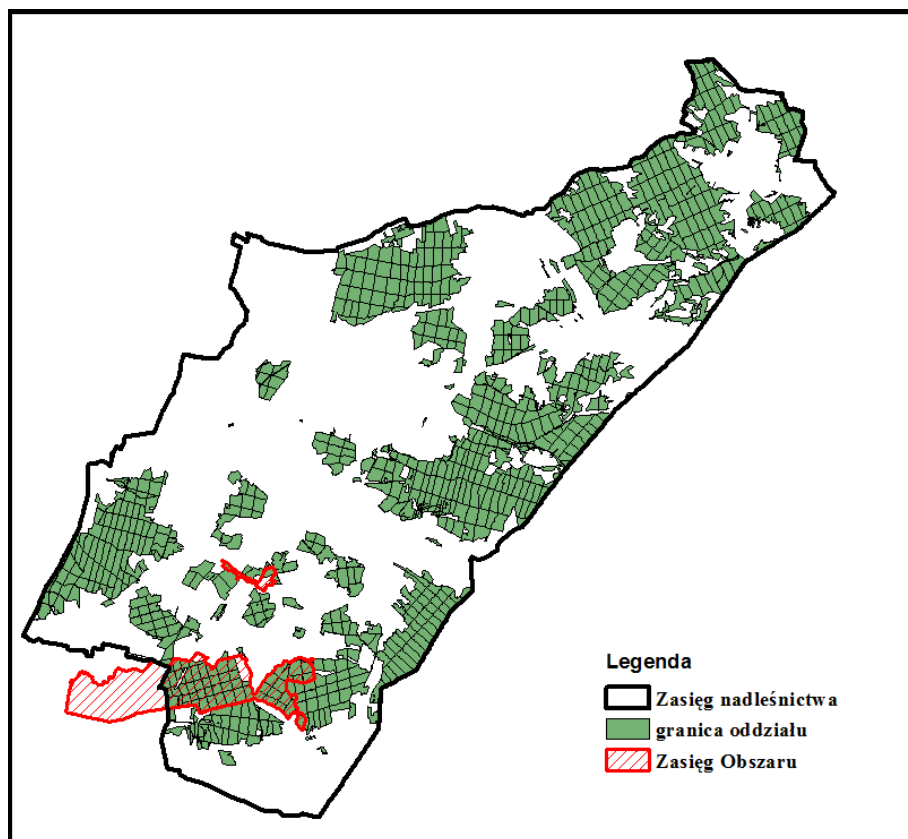 Legenda
Zasięg nadleśnictwa
granica oddziału
Zasięg Obszaru